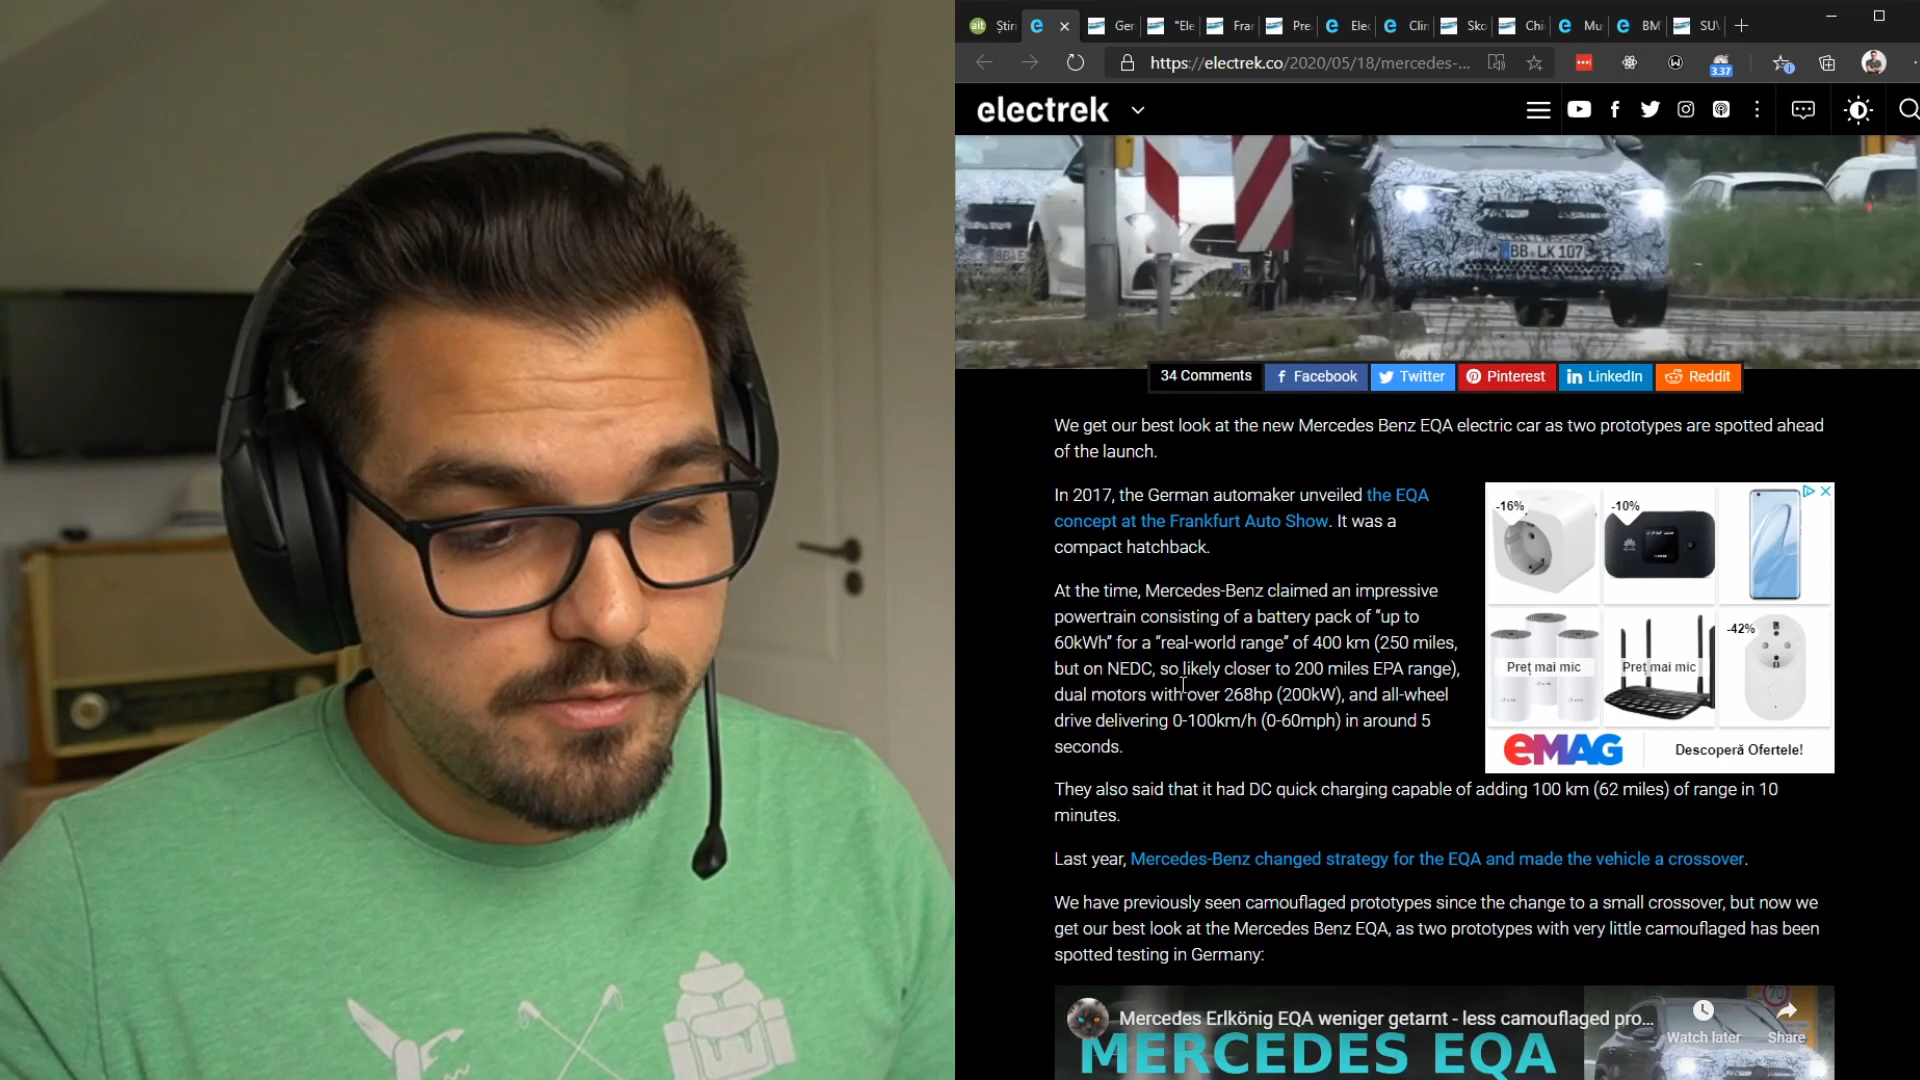 Știri
Ger
"Ele
Fra
Pre
Elec
Clin
Sko
Chi
Mu
BM
SUV
https://electrek.co/2020/05/18/mercedes-...
3.37
electrek
BB LK 107
34 Comments
Facebook
Twitter
Pinterest
LinkedIn
Reddit
We get our best look at the new Mercedes Benz EQA electric car as two prototypes are spotted ahead
of the launch.
In 2017, the German automaker unveiled the EQA
concept at the Frankfurt Auto Show. It was a
compact hatchback.
At the time, Mercedes-Benz claimed an impressive
powertrain consisting of a battery pack of “up to
60kWh” for a “real-world range” of 400 km (250 miles,
but on NEDC, so likely closer to 200 miles EPA range),
dual motors with over 268hp (200kW), and all-wheel
drive delivering 0-100km/h (0-60mph) in around 5
seconds.
-16%
-10%
-42%
Preț mai mic
Preț mai mic
eMAG
Descoperă Ofertele!
They also said that it had DC quick charging capable of adding 100 km (62 miles) of range in 10
minutes.
Last year, Mercedes-Benz changed strategy for the EQA and made the vehicle a crossover.
We have previously seen camouflaged prototypes since the change to a small crossover, but now we
get our best look at the Mercedes Benz EQA, as two prototypes with very little camouflaged has been
spotted testing in Germany:
Mercedes Erlkönig EQA weniger getarnt - less camouflaged pro...
Watch later
Share
70
MERCEDES EQA